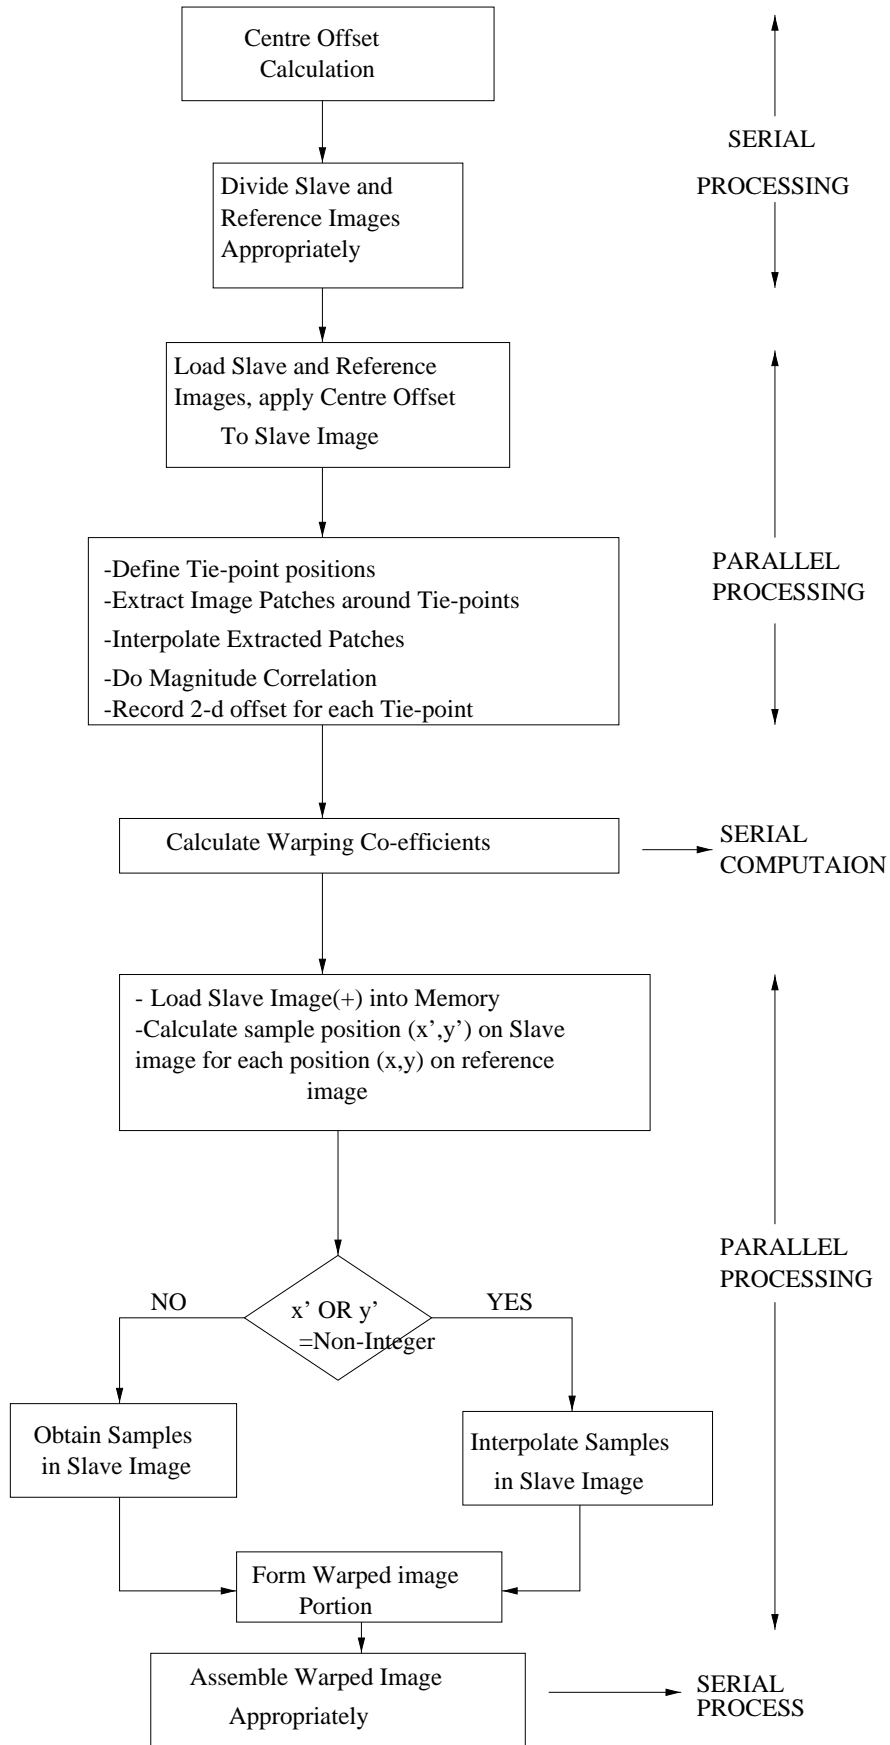 Centre Offset
Calculation
SERIAL
PROCESSING
Divide Slave and
Reference Images
Appropriately
Load Slave and Reference
Images, apply Centre Offset
To Slave Image
-Define Tie-point positions
-Extract Image Patches around Tie-points
-Interpolate Extracted Patches
-Do Magnitude Correlation
-Record 2-d offset for each Tie-point
PARALLEL
PROCESSING
Calculate Warping Co-efficients
SERIAL
COMPUTAION
- Load Slave Image(+) into Memory
-Calculate sample position (x’,y’) on Slave
image for each position (x,y) on reference
image
PARALLEL
PROCESSING
NO
YES
x’ OR y’
=Non-Integer
Obtain Samples
in Slave Image
Interpolate Samples
in Slave Image
Form Warped image
Portion
Assemble Warped Image
Appropriately
SERIAL
PROCESS